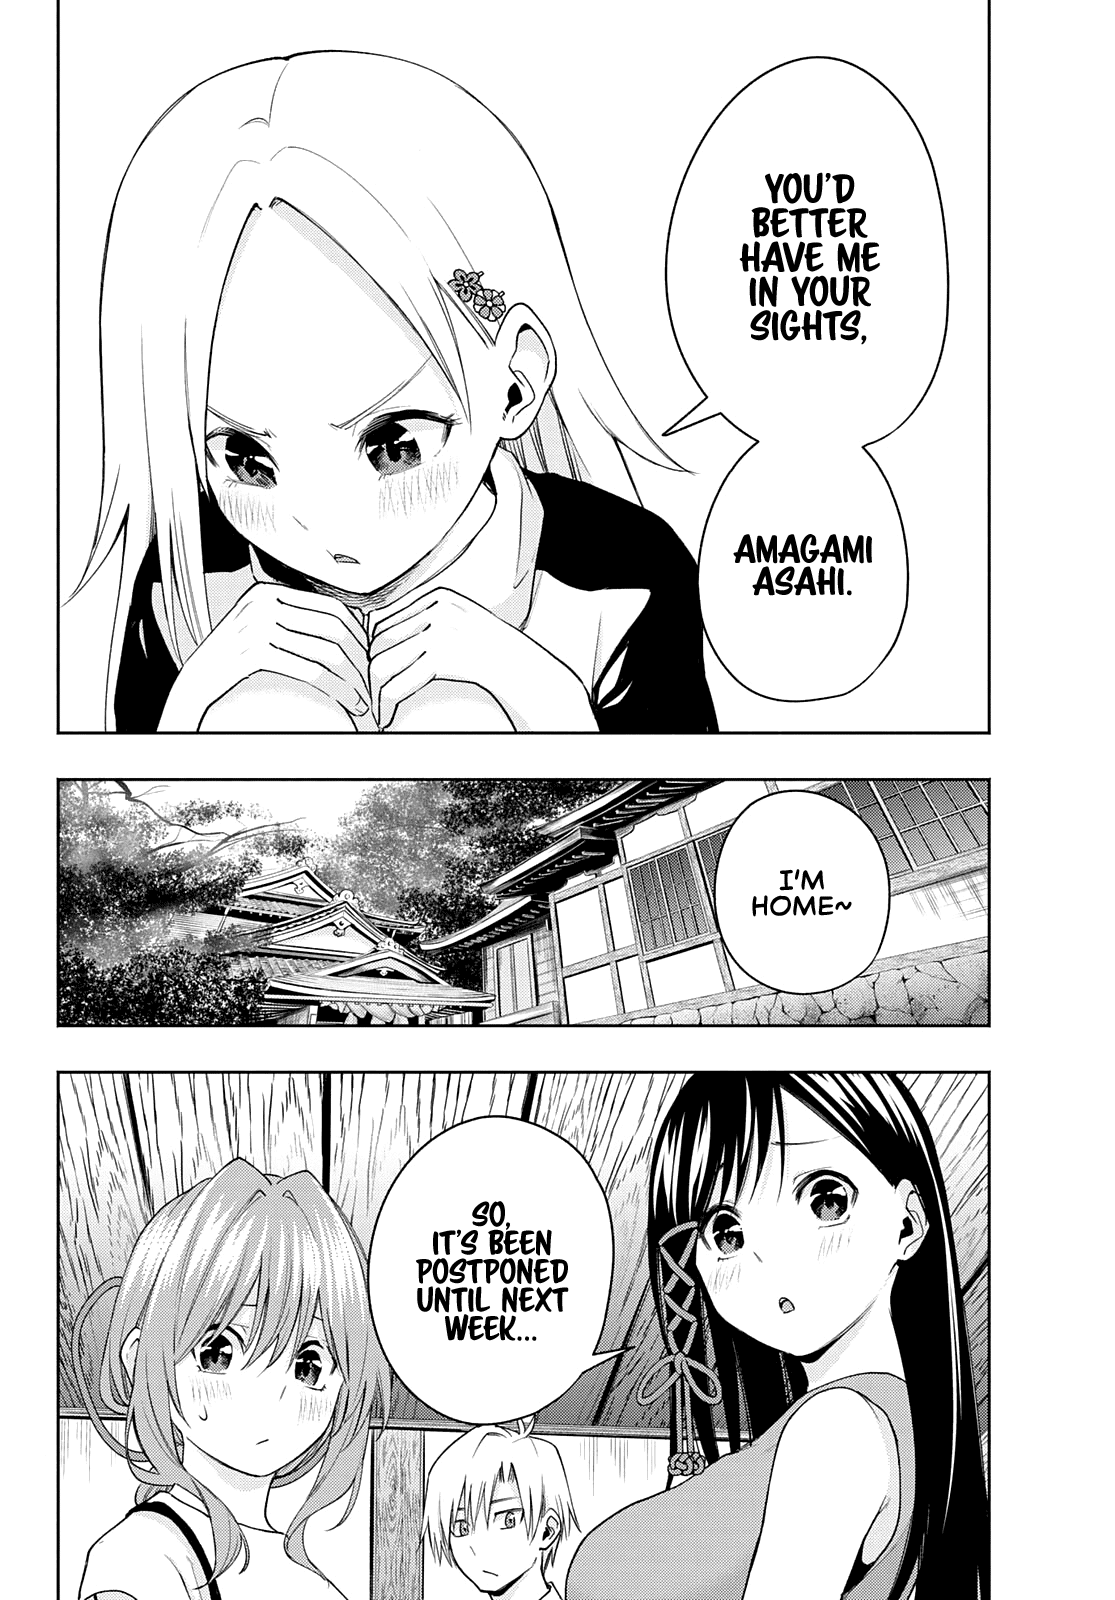 YOU'D
BETTER
HAVE ME
IN YOUR
SIGHTS,
AMAGAMI
ASAHI.
I'M
HOME~
SO,
IT'S BEEN
POSTPONED
UNTIL NEXT
WEEK...